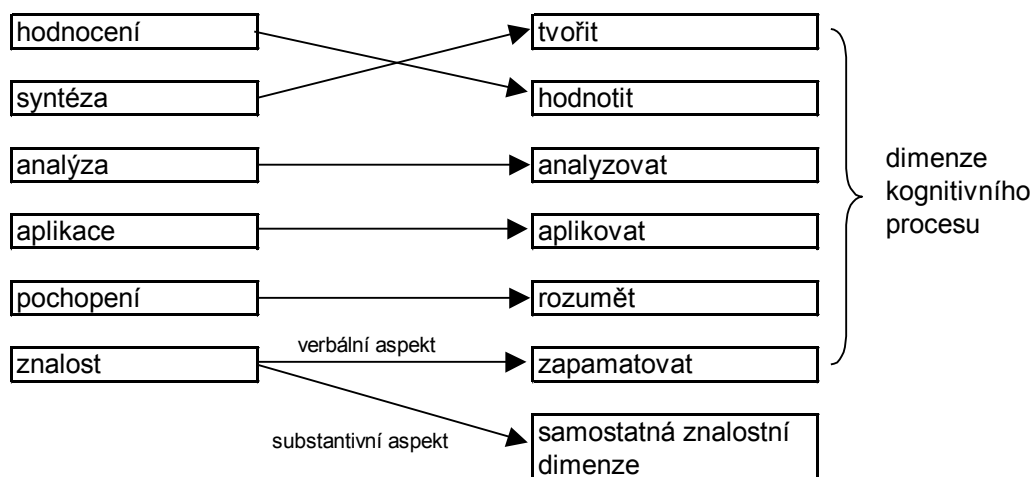 hodnocení
tvořit
syntéza
hodnotit
analýza
analyzovat
dimenze
kognitivního
procesu
aplikace
aplikovat
pochopení
rozumět
verbální aspekt
znalost
zapamatovat
substantivní aspekt
samostatná znalostní
dimenze